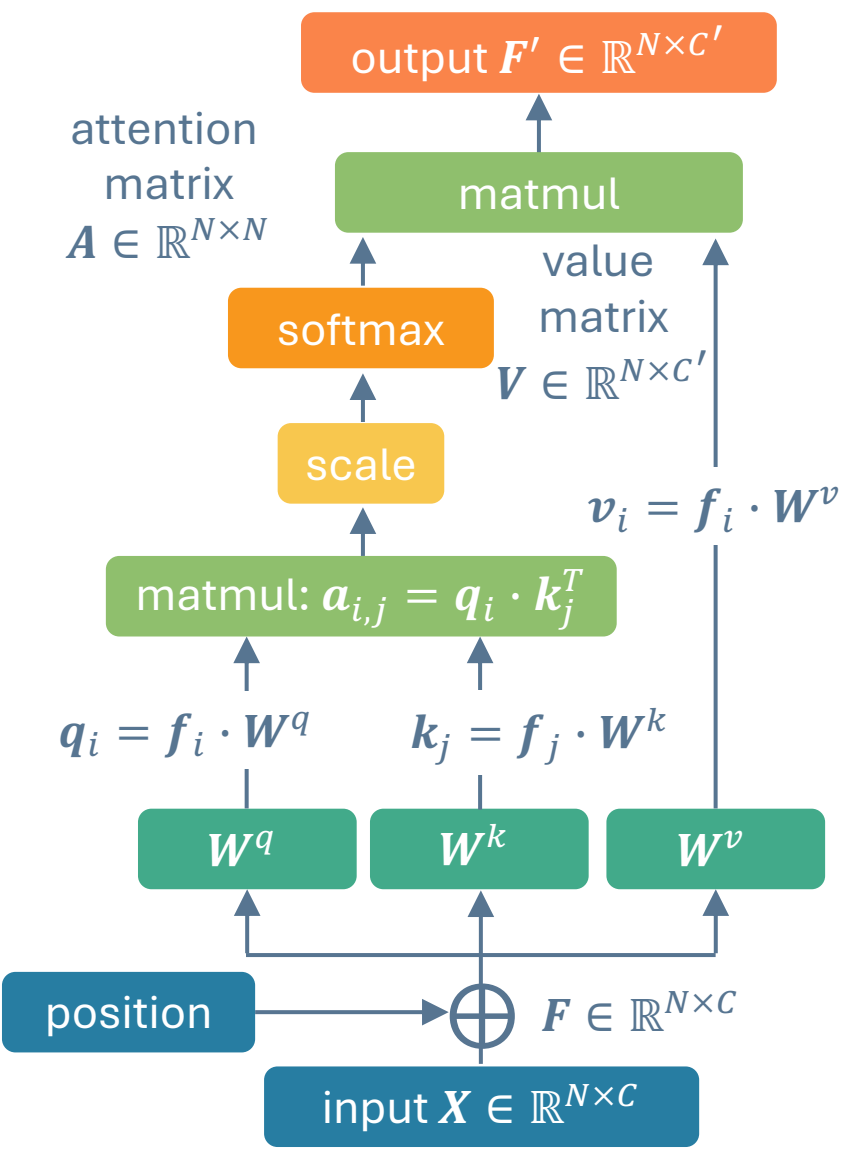 output 𝑭′ ∈ ℝ^{N×C′}
attention
matrix
𝑨 ∈ ℝ^{N×N}
matmul
value
matrix
𝑽 ∈ ℝ^{N×C′}
softmax
scale
𝒗_i = 𝒇_i · 𝑾^v
matmul: 𝒂_{i,j} = 𝒒_i · 𝒌_j^T
𝒒_i = 𝒇_i · 𝑾^q
𝒌_j = 𝒇_j · 𝑾^k
𝑾^q
𝑾^k
𝑾^v
position
𝑭 ∈ ℝ^{N×C}
input 𝑿 ∈ ℝ^{N×C}